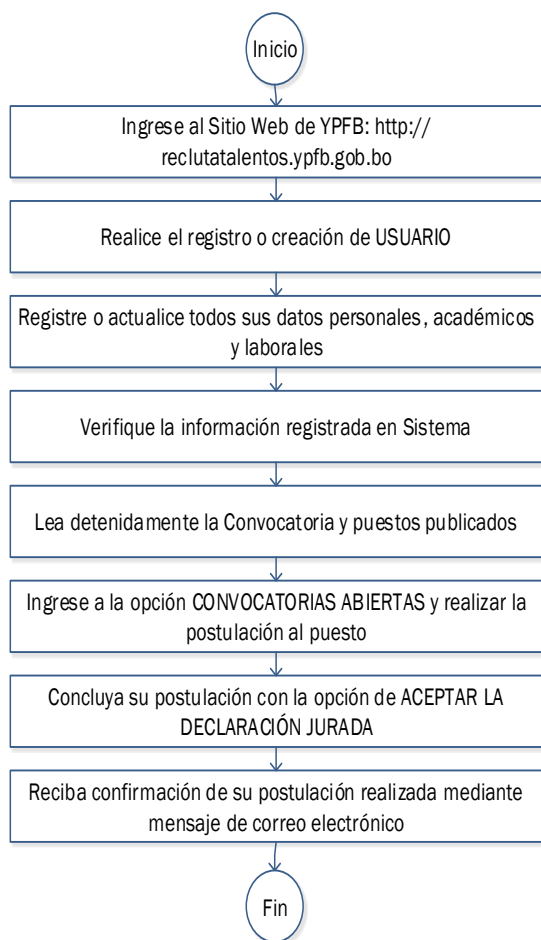 Inicio
Ingrese al Sitio Web de YPFB: http://
reclutatalentos.ypfb.gob.bo
Realice el registro o creación de USUARIO
Registre o actualice todos sus datos personales, académicos
y laborales
Verifique la información registrada en Sistema
Lea detenidamente la Convocatoria y puestos publicados
Ingrese a la opción CONVOCATORIAS ABIERTAS y realizar la
postulación al puesto
Concluya su postulación con la opción de ACEPTAR LA
DECLARACIÓN JURADA
Reciba confirmación de su postulación realizada mediante
mensaje de correo electrónico
Fin